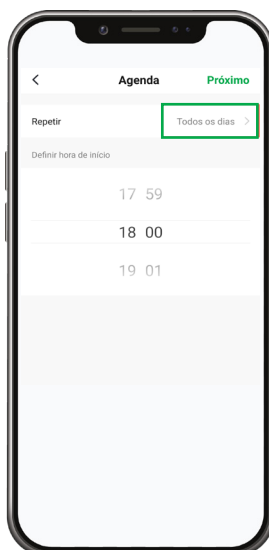 Agenda Próximo
Repetir Todos os dias
Definir hora de início
17 59
18 00
19 01